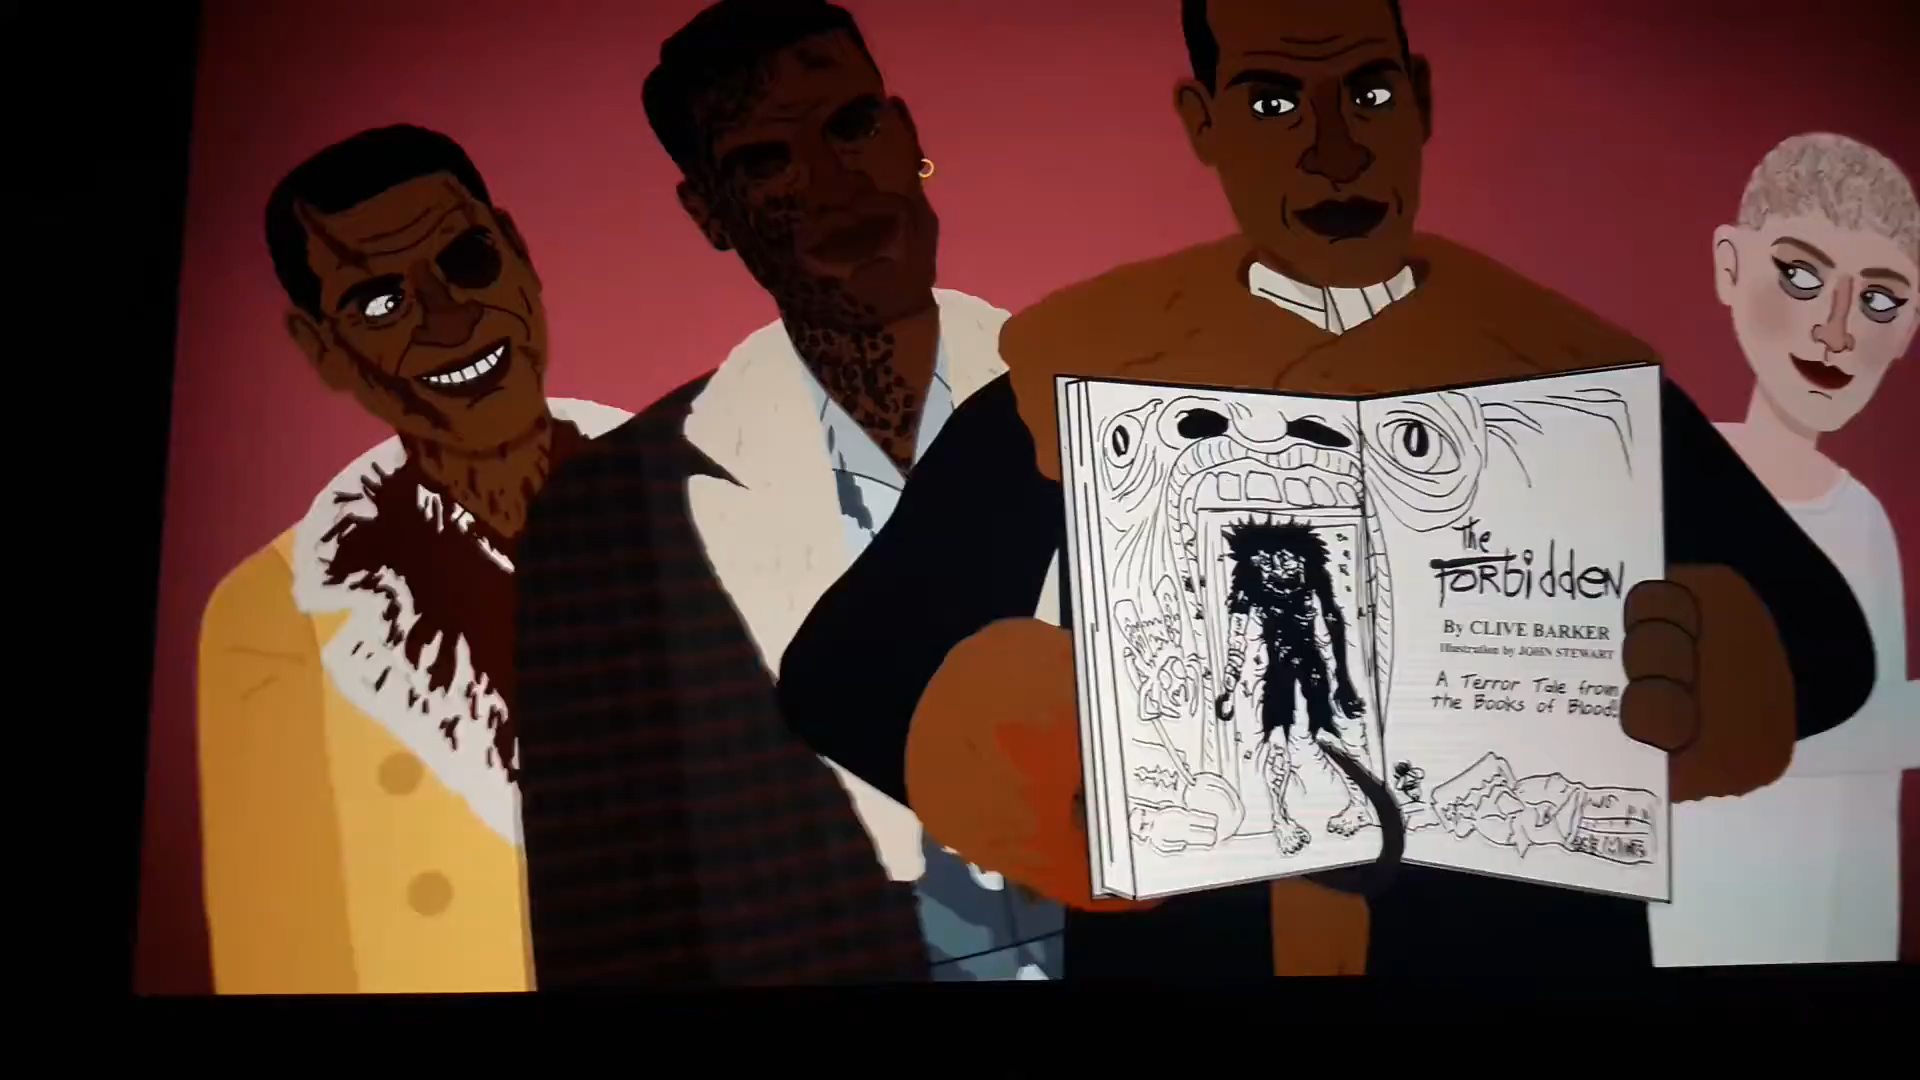 the
Forbidden
By CLIVE BARKER
Illustration by JOHN STEWART
A Terror Tale from
the Books of Blood!